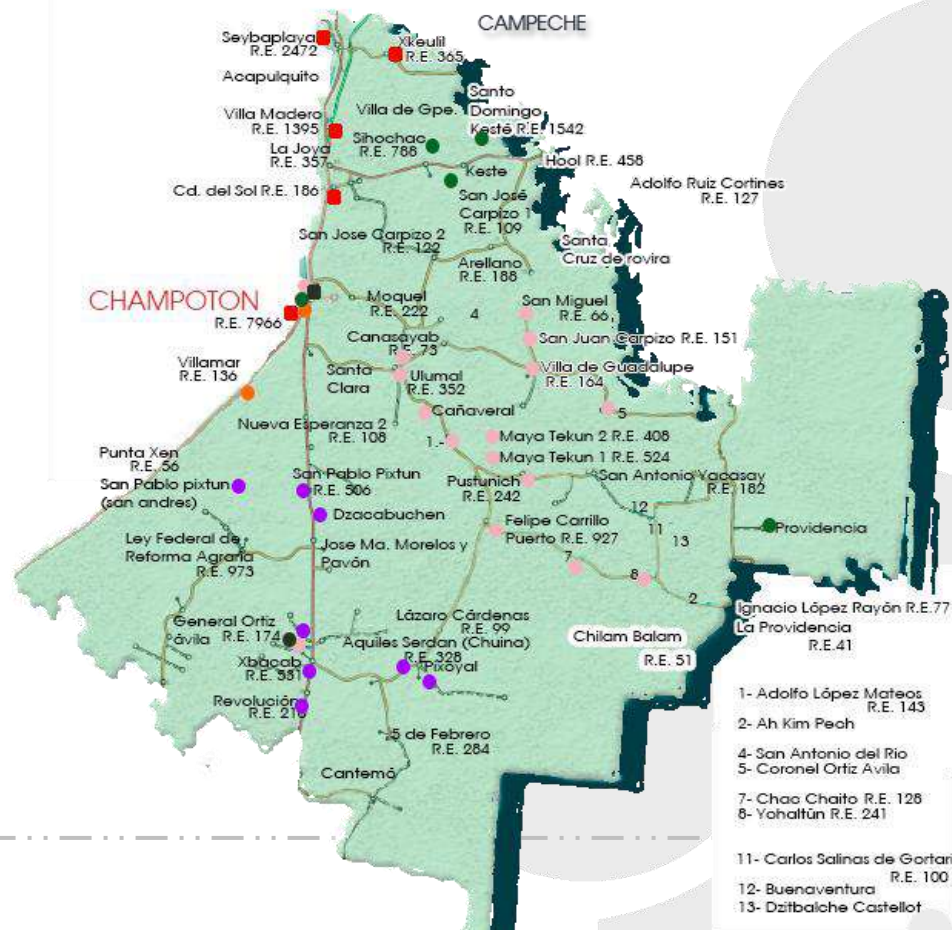 CAMPECHE
Seybaplaya
R.E. 2472
Xkeulil
R.E. 365
Acapulquito
Santo
Domingo
Kesté R.E. 1542
Villa Madero
R.E. 1395
Villa de Gpe.
Sihochac
R.E. 788
La Joya
R.E. 357
Keste
Hool R.E. 458
Cd. del Sol R.E. 186
San José
Carpizo 1
R.E. 109
Adolfo Ruiz Cortines
R.E. 127
San Jose Carpizo 2
R.E. 122
Santa
Cruz de rovira
Arellano
R.E. 188
CHAMPOTON
R.E. 7966
Moquel
R.E. 222
4
San Miguel
R.E. 66
Canasayab
R.E. 73
San Juan Carpizo R.E. 151
Villamar
R.E. 136
Santa
Clara
Ulumal
R.E. 352
Villa de Guadalupe
R.E. 164
Cañaveral
5
Nueva Esperanza 2
R.E. 108
1.-
Maya Tekun 2 R.E. 408
Maya Tekun 1 R.E. 524
Punta Xen
R.E. 56
San Pablo pixtun
(san andres)
San Pablo Pixtun
R.E. 506
Pustunich
R.E. 242
San Antonio Yacasay
R.E. 182
Dzacabuchen
12
Felipe Carrillo
Puerto R.E. 927
11
13
Providencia
Ley Federal de
Reforma Agraria
R.E. 973
Jose Ma. Morelos y
Pavón
7
8
2
General Ortiz
ávila R.E. 174
Lázaro Cárdenas
R.E. 99
Aquiles Serdan (Chuina)
R.E. 328
Chilam Balam
R.E. 51
Ignacio López Rayón R.E.77
La Providencia
R.E.41
Xbacab
R.E. 531
Pixoyal
Revolución
R.E. 216
5 de Febrero
R.E. 284
Cantemó
1- Adolfo López Mateos
R.E. 143
2- Ah Kim Pech
4- San Antonio del Rio
5- Coronel Ortiz Avila
7- Chac Chaito R.E. 128
8- Yohaltún R.E. 241
11- Carlos Salinas de Gortari
R.E. 100
12- Buenaventura
13- Dzitbalche Castellot